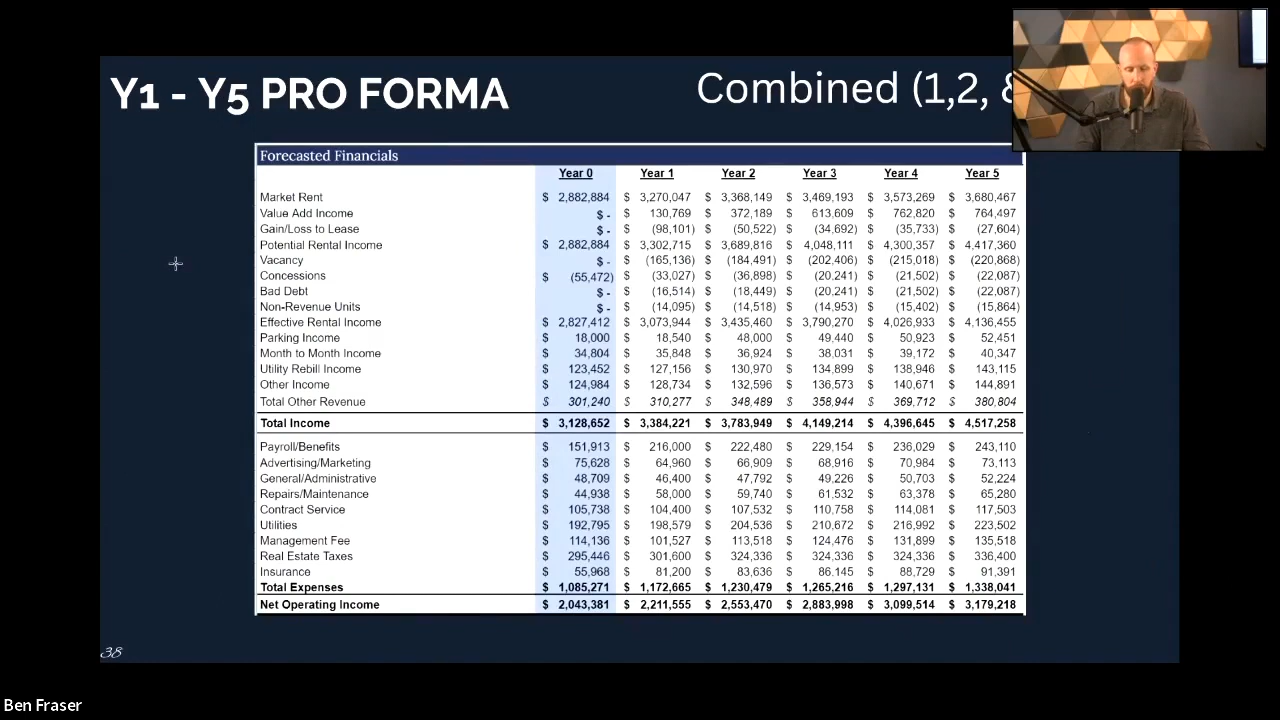 Y1 - Y5 PRO FORMA Combined (1,2,
Forecasted Financials
Year 0 Year 1 Year 2 Year 3 Year 4 Year 5
Market Rent $ 2,882,884 $ 3,270,047 $ 3,368,149 $ 3,469,193 $ 3,573,269 $ 3,680,467
Value Add Income $ - $ 130,769 $ 372,189 $ 613,609 $ 762,820 $ 764,497
Gain/Loss to Lease $ - $ (98,101) $ (50,522) $ (34,692) $ (35,733) $ (27,604)
Potential Rental Income $ 2,882,884 $ 3,302,715 $ 3,689,816 $ 4,048,111 $ 4,300,357 $ 4,417,360
Vacancy $ - $ (165,136) $ (184,491) $ (202,406) $ (215,018) $ (220,868)
Concessions $ (55,472) $ (33,027) $ (36,898) $ (20,241) $ (21,502) $ (22,087)
Bad Debt $ - $ (16,514) $ (18,449) $ (20,241) $ (21,502) $ (22,087)
Non-Revenue Units $ - $ (14,095) $ (14,518) $ (14,953) $ (15,402) $ (15,864)
Effective Rental Income $ 2,827,412 $ 3,073,944 $ 3,435,460 $ 3,790,270 $ 4,026,933 $ 4,136,455
Parking Income $ 18,000 $ 18,540 $ 48,000 $ 49,440 $ 50,923 $ 52,451
Month to Month Income $ 34,804 $ 35,848 $ 36,924 $ 38,031 $ 39,172 $ 40,347
Utility Rebill Income $ 123,452 $ 127,156 $ 130,970 $ 134,899 $ 138,946 $ 143,115
Other Income $ 124,984 $ 128,734 $ 132,596 $ 136,573 $ 140,671 $ 144,891
Total Other Revenue $ 301,240 $ 310,277 $ 348,489 $ 358,944 $ 369,712 $ 380,804
Total Income $ 3,128,652 $ 3,384,221 $ 3,783,949 $ 4,149,214 $ 4,396,645 $ 4,517,258
Payroll/Benefits $ 151,913 $ 216,000 $ 222,480 $ 229,154 $ 236,029 $ 243,110
Advertising/Marketing $ 75,628 $ 64,960 $ 66,909 $ 68,916 $ 70,984 $ 73,113
General/Administrative $ 48,709 $ 46,400 $ 47,792 $ 49,226 $ 50,703 $ 52,224
Repairs/Maintenance $ 44,938 $ 58,000 $ 59,740 $ 61,532 $ 63,378 $ 65,280
Contract Service $ 105,738 $ 104,400 $ 107,532 $ 110,758 $ 114,081 $ 117,503
Utilities $ 192,795 $ 198,579 $ 204,536 $ 210,672 $ 216,992 $ 223,502
Management Fee $ 114,136 $ 101,527 $ 113,518 $ 124,476 $ 131,899 $ 135,518
Real Estate Taxes $ 295,446 $ 301,600 $ 324,336 $ 324,336 $ 324,336 $ 336,400
Insurance $ 55,968 $ 81,200 $ 83,636 $ 86,145 $ 88,729 $ 91,391
Total Expenses $ 1,085,271 $ 1,172,665 $ 1,230,479 $ 1,265,216 $ 1,297,131 $ 1,338,041
Net Operating Income $ 2,043,381 $ 2,211,555 $ 2,553,470 $ 2,883,998 $ 3,099,514 $ 3,179,218
38
Ben Fraser